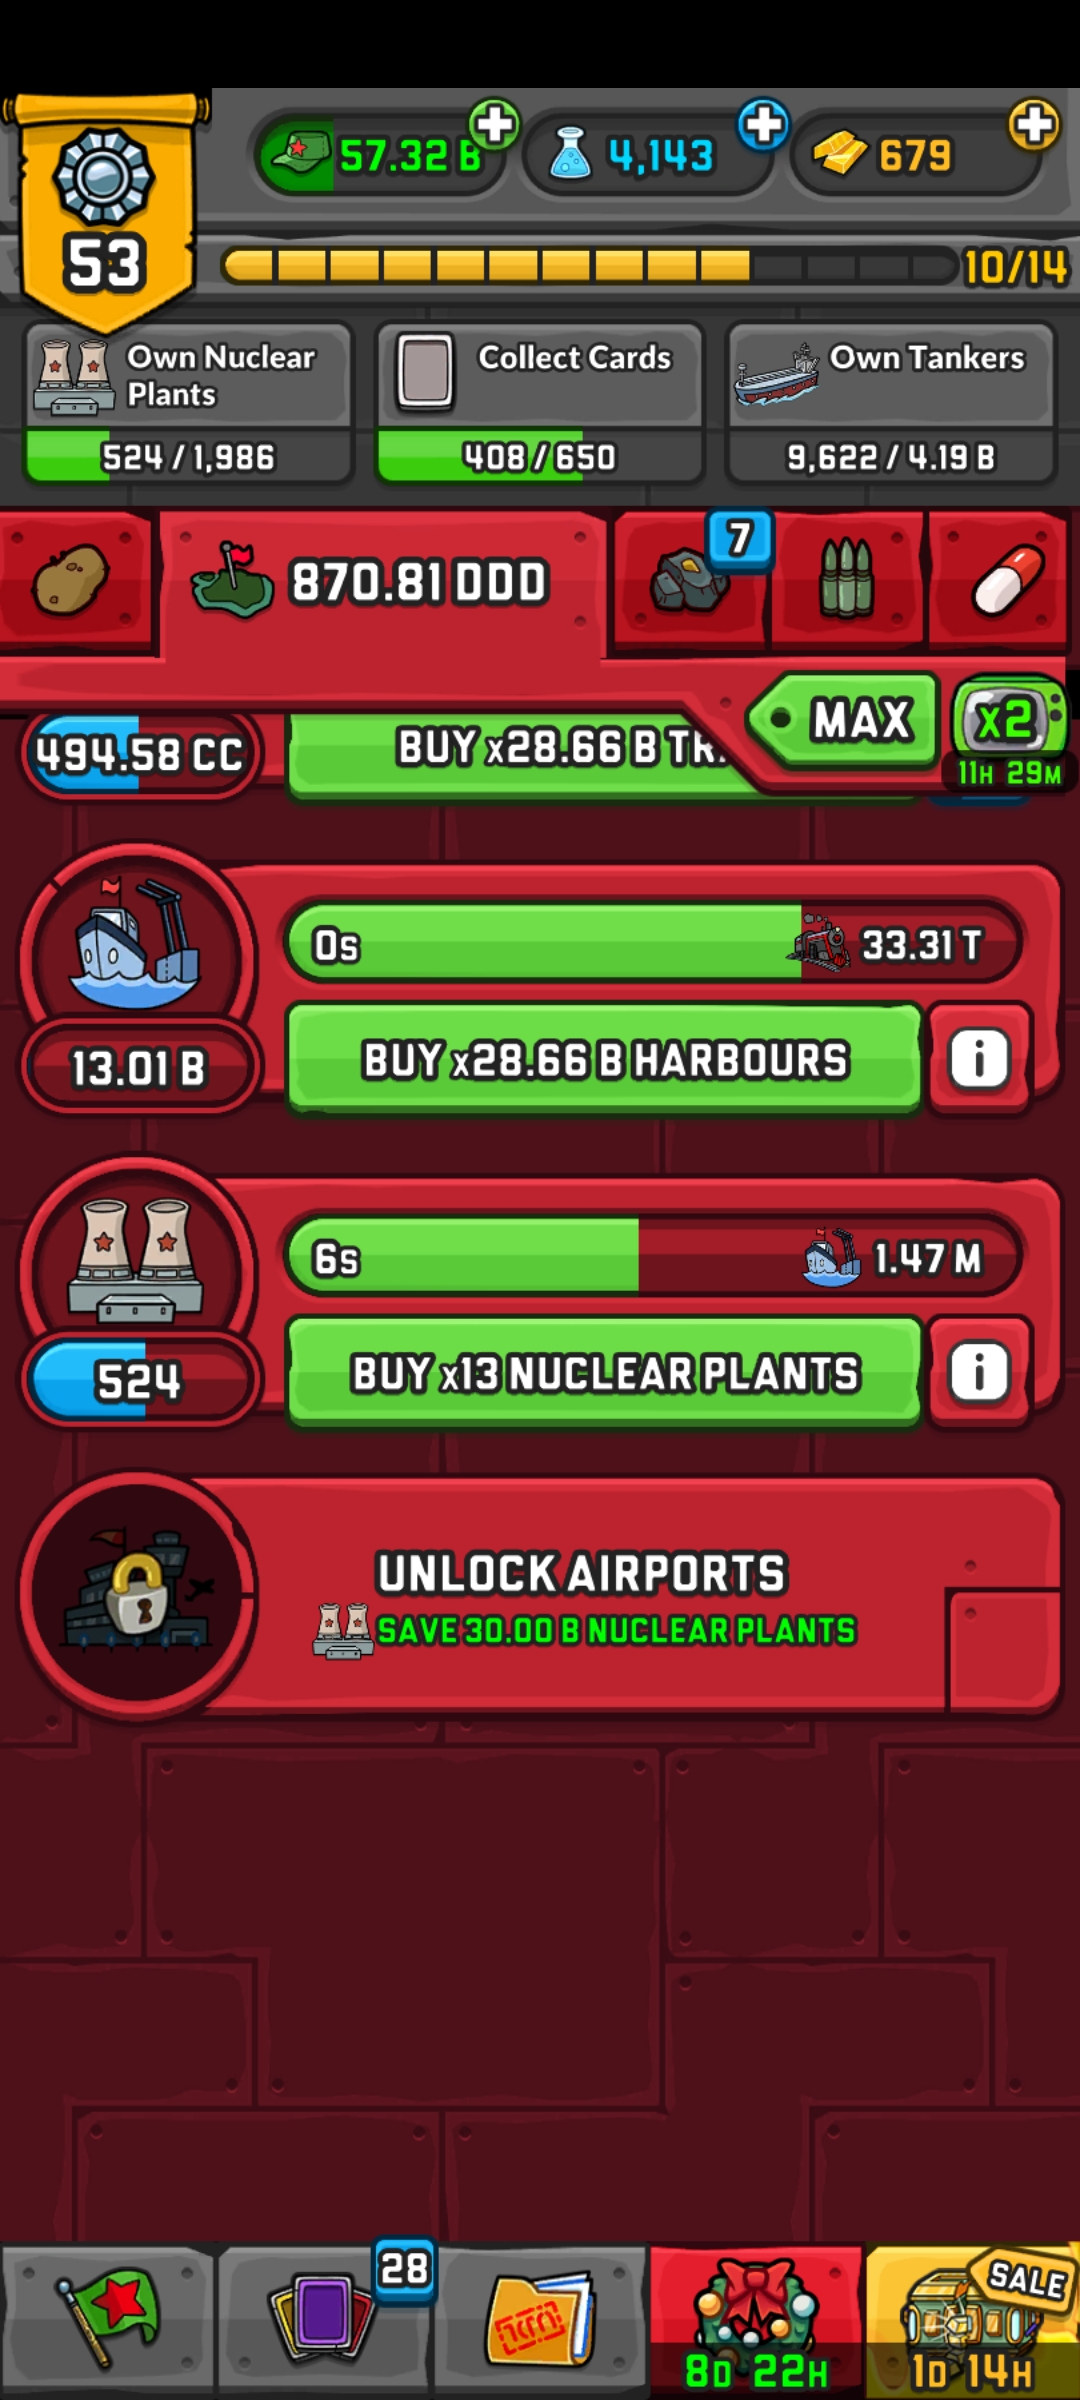 57.32 B
4,143
679
53
10/14
Own Nuclear Plants
524 / 1,986
Collect Cards
408 / 650
Own Tankers
9,622 / 4.19 B
870.81 DDD
7
494.58 CC
BUY x28.66 B
MAX
x2
11H 29M
0s
33.31 T
13.01 B
BUY x28.66 B HARBOURS
i
6s
1.47 M
524
BUY x13 NUCLEAR PLANTS
i
UNLOCK AIRPORTS
SAVE 30.00 B NUCLEAR PLANTS
28
SALE
8D 22H
1D 14H